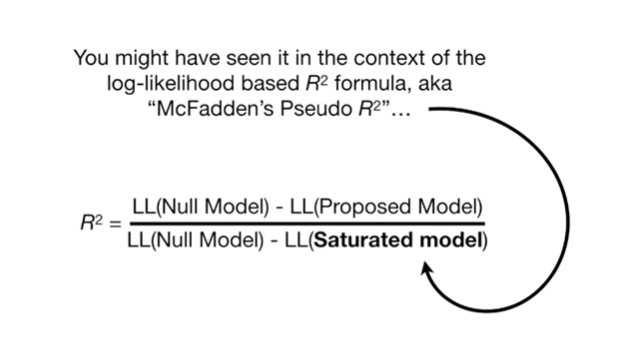 You might have seen it in the context of the
log-likelihood based R² formula, aka
“McFadden’s Pseudo R²”…
R² =
LL(Null Model) - LL(Proposed Model)
LL(Null Model) - LL(Saturated model)